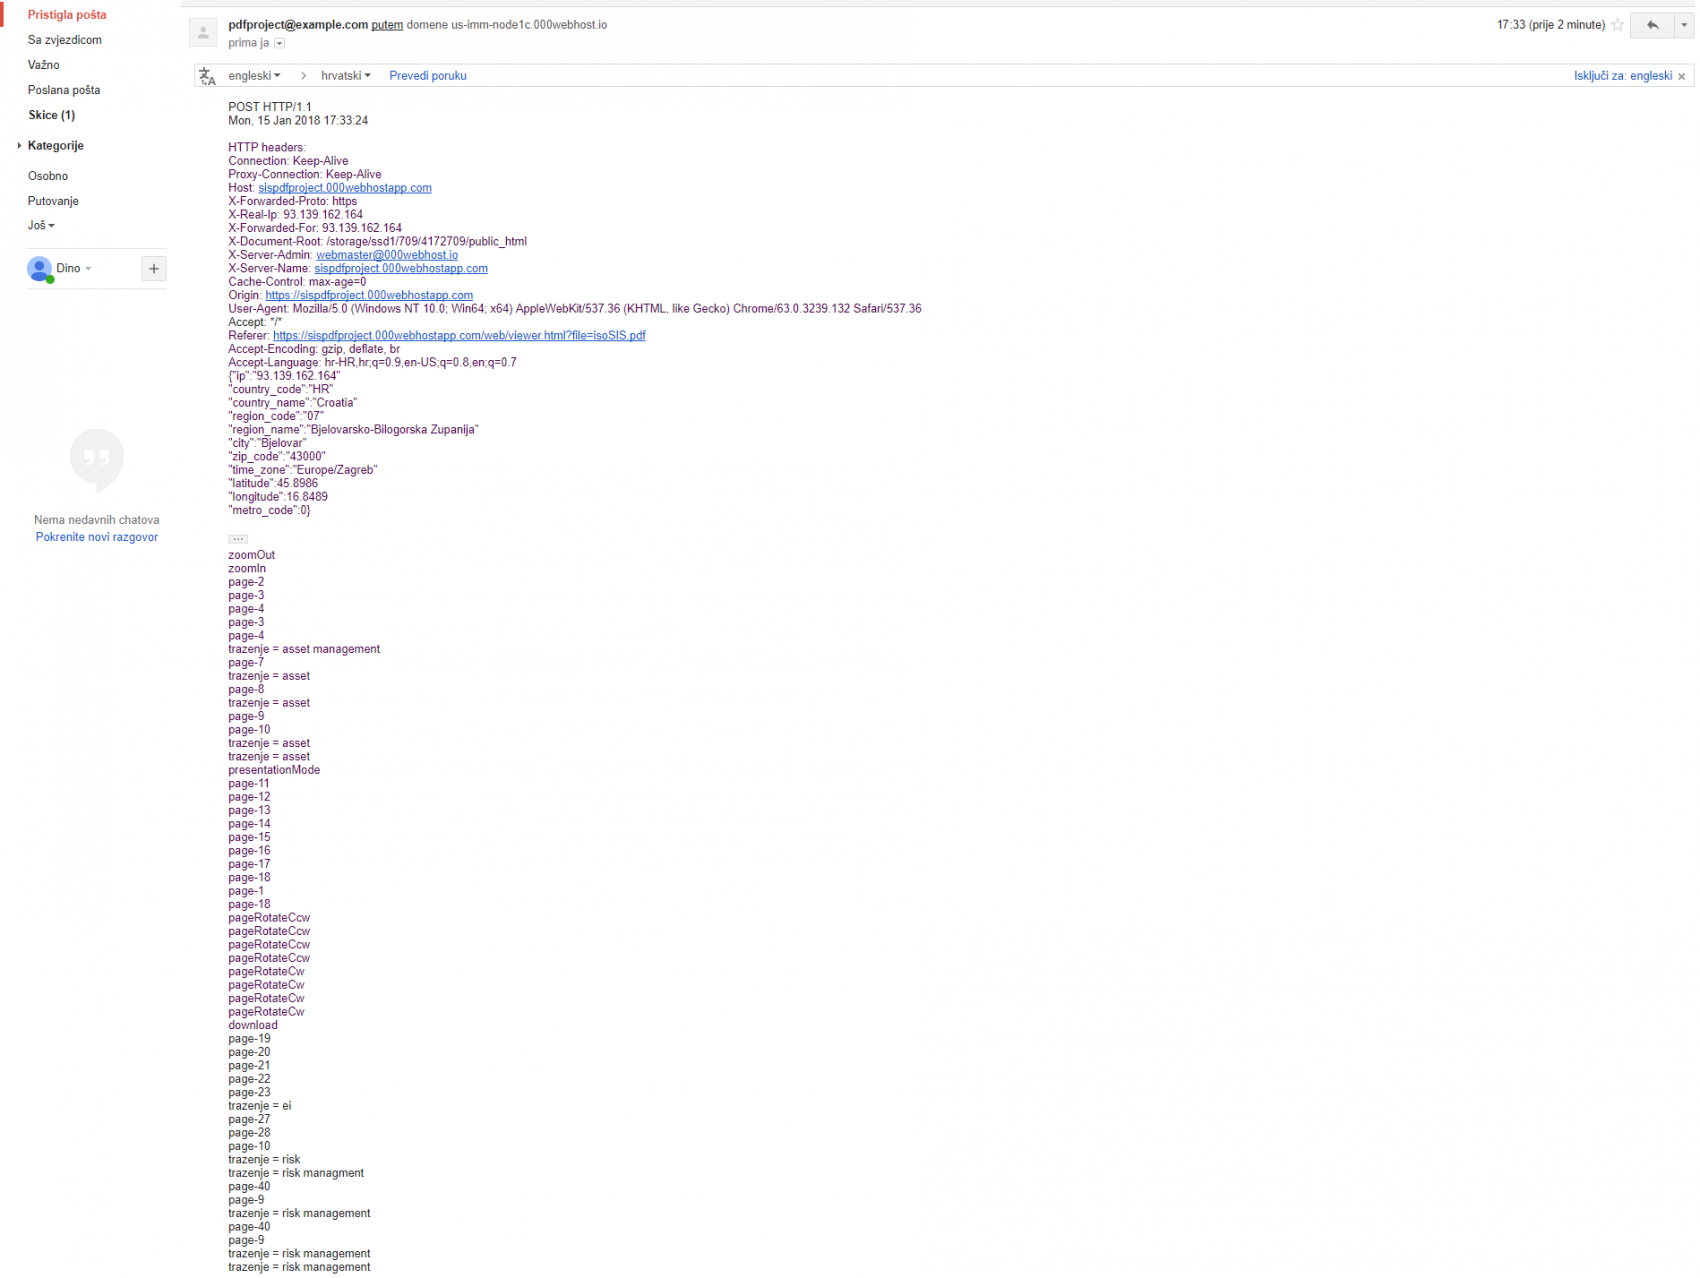 Pristigla pošta
Sa zvjezdicom
Važno
Poslana pošta
Skice (1)
Kategorije
Osobno
Putovanje
Još
Dino
+
Nema nedavnih chatova
Pokrenite novi razgovor
pdfproject@example.com putem domene us-imm-node1c.000webhost.io
17:33 (prije 2 minute)
prima ja
engleski
hrvatski
Prevedi poruku
Isključi za: engleski x
POST HTTP/1.1
Mon, 15 Jan 2018 17:33:24
HTTP headers:
Connection: Keep-Alive
Proxy-Connection: Keep-Alive
Host: sispdfproject.000webhostapp.com
X-Forwarded-Proto: https
X-Real-Ip: 93.139.162.164
X-Forwarded-For: 93.139.162.164
X-Document-Root: /storage/ssd1/709/4172709/public_html
X-Server-Admin: webmaster@000webhost.io
X-Server-Name: sispdfproject.000webhostapp.com
Cache-Control: max-age=0
Origin: https://sispdfproject.000webhostapp.com
User-Agent: Mozilla/5.0 (Windows NT 10.0; Win64; x64) AppleWebKit/537.36 (KHTML, like Gecko) Chrome/63.0.3239.132 Safari/537.36
Accept: */*
Referer: https://sispdfproject.000webhostapp.com/web/viewer.html?file=isoSIS.pdf
Accept-Encoding: gzip, deflate, br
Accept-Language: hr-HR,hr;q=0.9,en-US;q=0.8,en;q=0.7
{"ip":"93.139.162.164"
"country_code":"HR"
"country_name":"Croatia"
"region_code":"07"
"region_name":"Bjelovarsko-Bilogorska Zupanija"
"city":"Bjelovar"
"zip_code":"43000"
"time_zone":"Europe/Zagreb"
"latitude":45.8986
"longitude":16.8489
"metro_code":0}
...
zoomOut
zoomIn
page-2
page-3
page-4
page-3
page-4
trazenje = asset management
page-7
trazenje = asset
page-8
trazenje = asset
page-9
page-10
trazenje = asset
trazenje = asset
presentationMode
page-11
page-12
page-13
page-14
page-15
page-16
page-17
page-18
page-1
page-18
pageRotateCcw
pageRotateCcw
pageRotateCcw
pageRotateCcw
pageRotateCw
pageRotateCw
pageRotateCw
pageRotateCw
download
page-19
page-20
page-21
page-22
page-23
trazenje = ei
page-27
page-28
page-10
trazenje = risk
trazenje = risk managment
page-40
page-9
trazenje = risk management
page-40
page-9
trazenje = risk management
trazenje = risk management